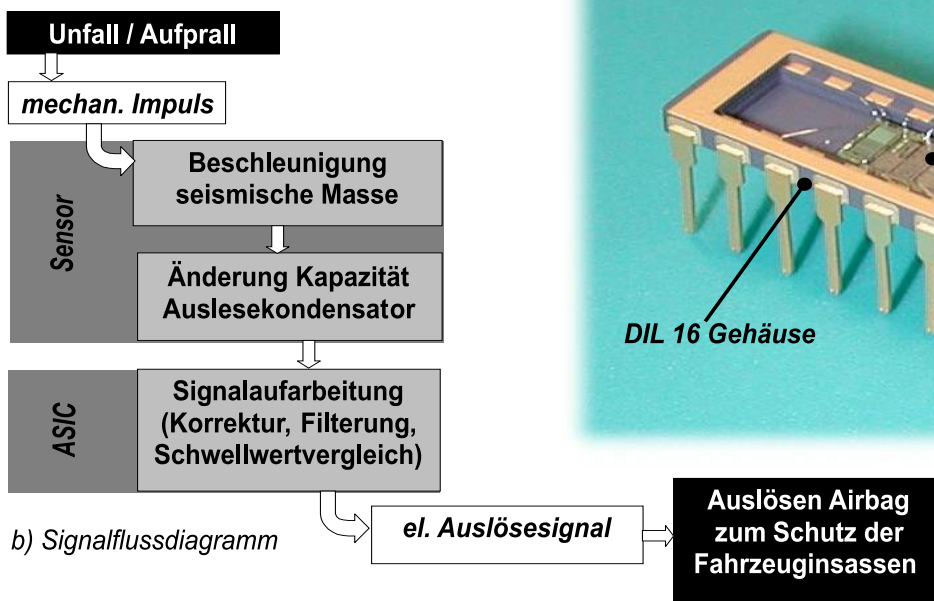 Unfall / Aufprall
mechan. Impuls
Sensor
Beschleunigung
seismische Masse
Änderung Kapazität
Auslesekondensator
ASIC
Signalaufarbeitung
(Korrektur, Filterung,
Schwellwertvergleich)
b) Signalflussdiagramm
el. Auslösesignal
Auslösen Airbag
zum Schutz der
Fahrzeuginsassen
DIL 16 Gehäuse